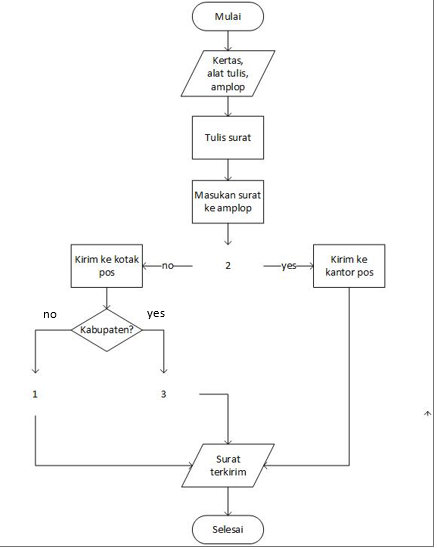 Mulai
Kertas,
alat tulis,
amplop
Tulis surat
Masukan surat
ke amplop
Kirim ke kotak
pos
no
2
yes
Kirim ke
kantor pos
no
Kabupaten?
yes
1
3
Surat
terkirim
Selesai